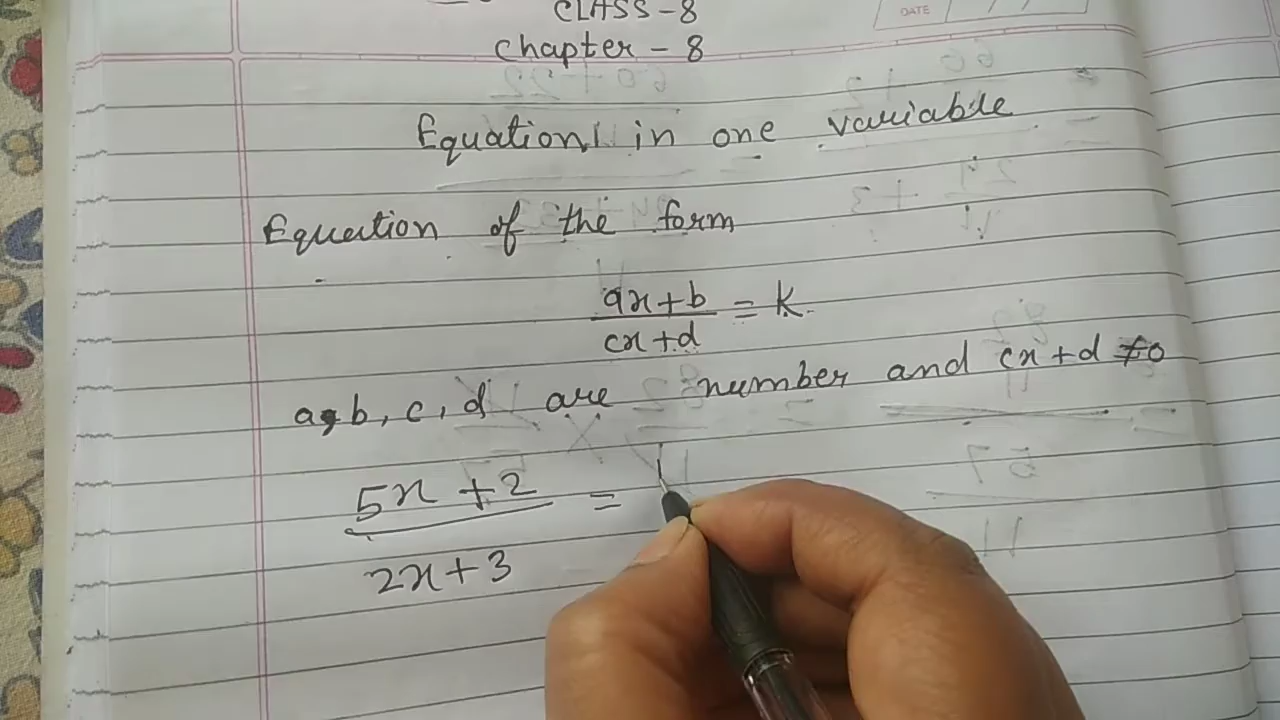 CLASS-8
DATE
Chapter - 8
Equation in one variable
Equation of the form
ax+b
= k.
cx+d
a, b, c, d are number and cx+d ≠0
5x+2
=
2x+3